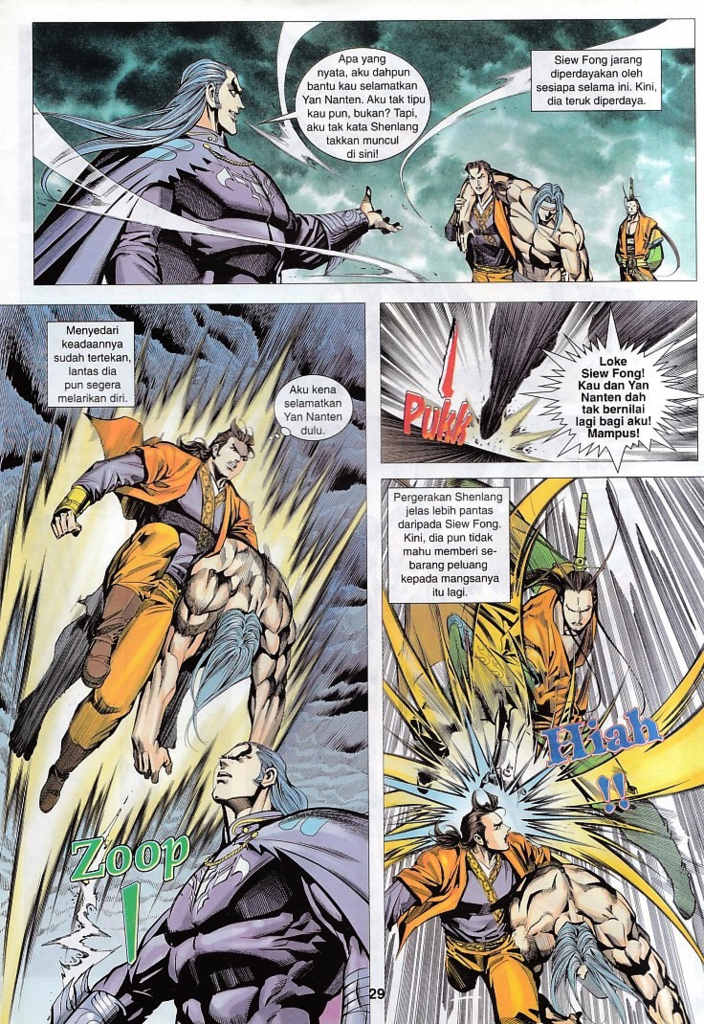 Apa yang
nyata, aku dahpun
bantu kau selamatkan
Yan Nanten. Aku tak tipu
kau pun, bukan? Tapi,
aku tak kata Shenlang
takkan muncul
di sini!
Siew Fong jarang
diperdayakan oleh
sesiapa selama ini. Kini,
dia teruk diperdaya.
Menyedari
keadaannya
sudah tertekan,
lantas dia
pun segera
melarikan diri.
Aku kena
selamatkan
Yan Nanten
dulu.
Zoop
!
Pukk
Loke
Siew Fong!
Kau dan Yan
Nanten dah
tak bernilai
lagi bagi aku!
Mampus!
Pergerakan Shenlang
jelas lebih pantas
daripada Siew Fong.
Kini, dia pun tidak
mahu memberi se-
barang peluang
kepada mangsanya
itu lagi.
Hiah
!!
29